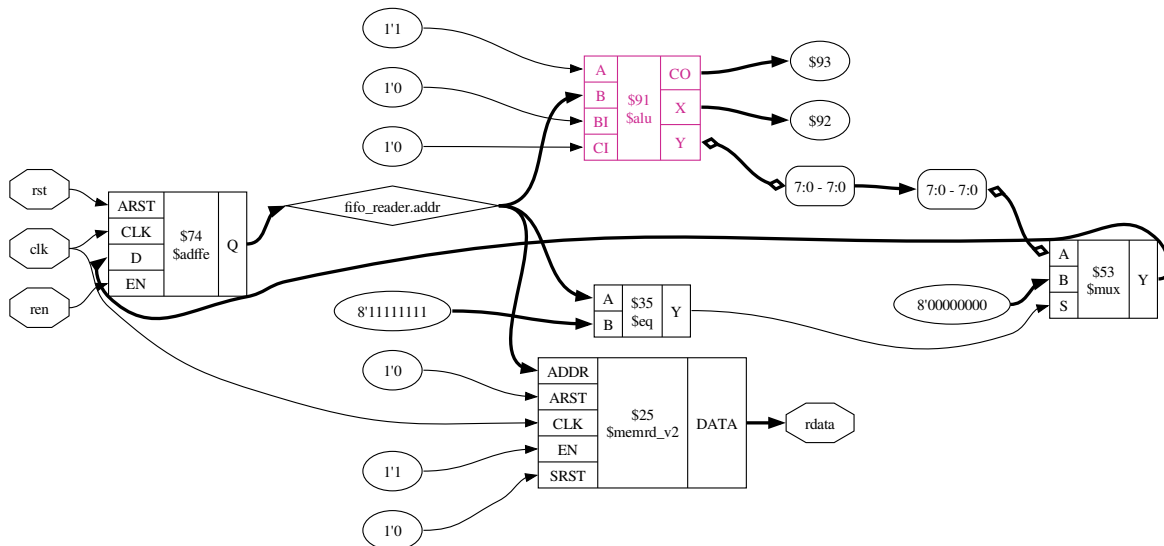 1'1
1'0
1'0
A
B
BI
CI
$91
$alu
CO
X
Y
$93
$92
7:0 - 7:0
7:0 - 7:0
rst
clk
ren
ARST
CLK
D
EN
$74
$adffe
Q
fifo_reader.addr
8'11111111
A
B
$35
$eq
Y
8'00000000
A
B
S
$53
$mux
Y
1'0
1'1
1'0
ADDR
ARST
CLK
EN
SRST
$25
$memrd_v2
DATA
rdata